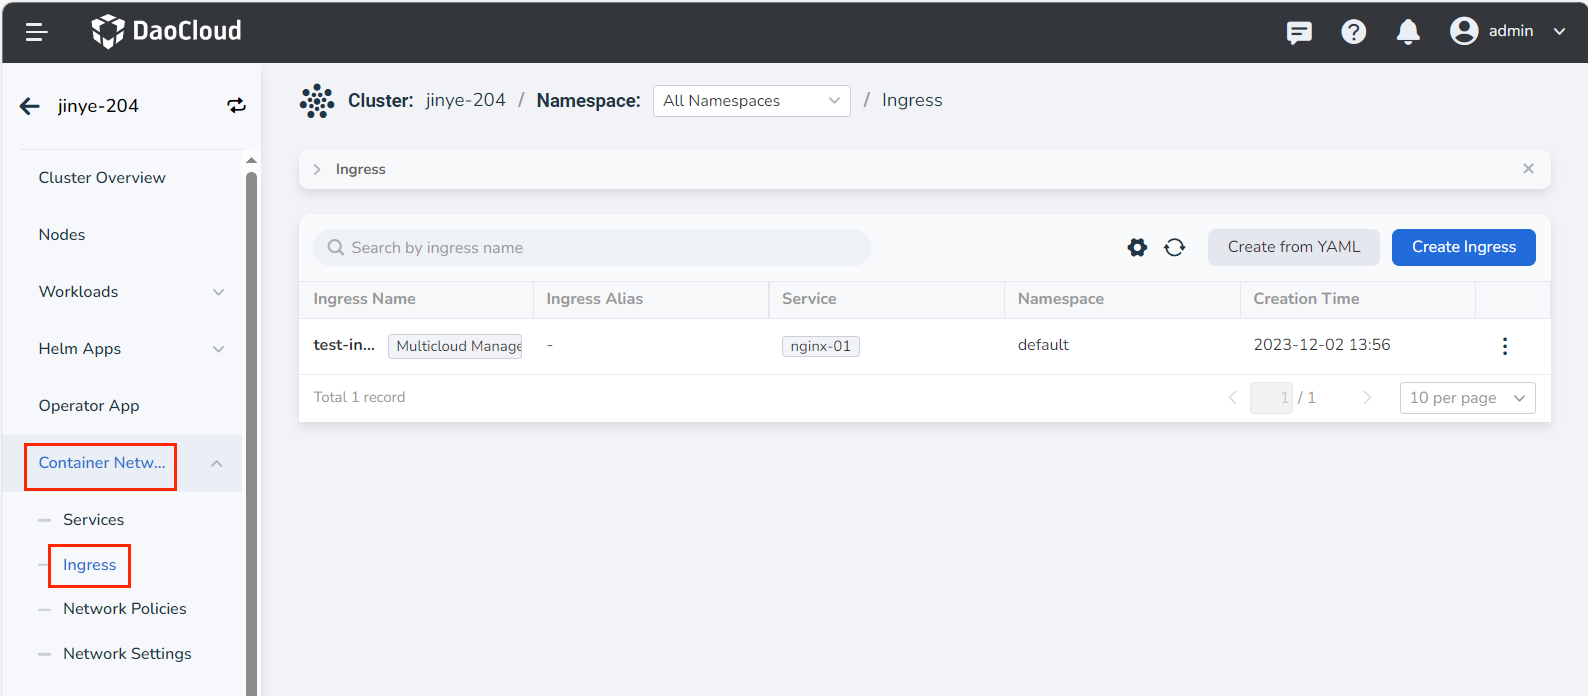 DaoCloud
admin
jinye-204
Cluster: jinye-204 / Namespace: All Namespaces / Ingress
Cluster Overview
Nodes
Workloads
Helm Apps
Operator App
Container Netw...
Services
Ingress
Network Policies
Network Settings
Ingress
Search by ingress name
Create from YAML
Create Ingress
Ingress Name Ingress Alias Service Namespace Creation Time
test-in... Multicloud Manage - nginx-01 default 2023-12-02 13:56
Total 1 record
1 / 1
10 per page